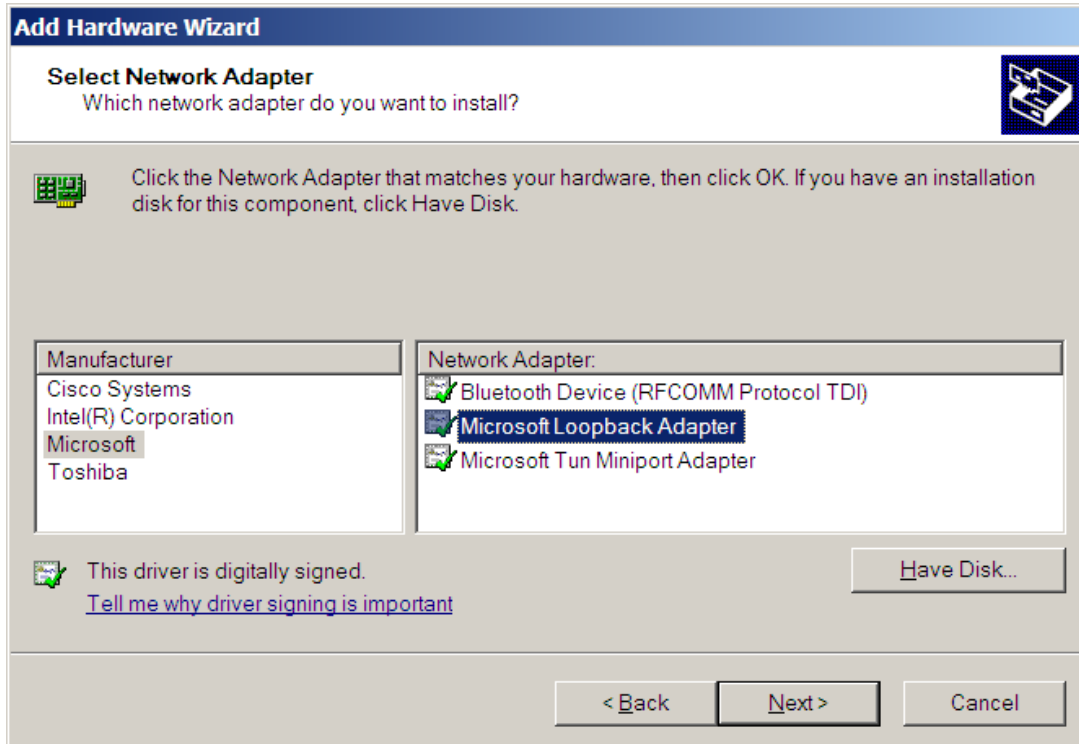 Add Hardware Wizard
Select Network Adapter
Which network adapter do you want to install?
Click the Network Adapter that matches your hardware, then click OK. If you have an installation
disk for this component, click Have Disk.
Manufacturer
Cisco Systems
Intel(R) Corporation
Microsoft
Toshiba
Network Adapter:
Bluetooth Device (RFCOMM Protocol TDI)
Microsoft Loopback Adapter
Microsoft Tun Miniport Adapter
This driver is digitally signed.
Tell me why driver signing is important
Have Disk...
< Back
Next >
Cancel